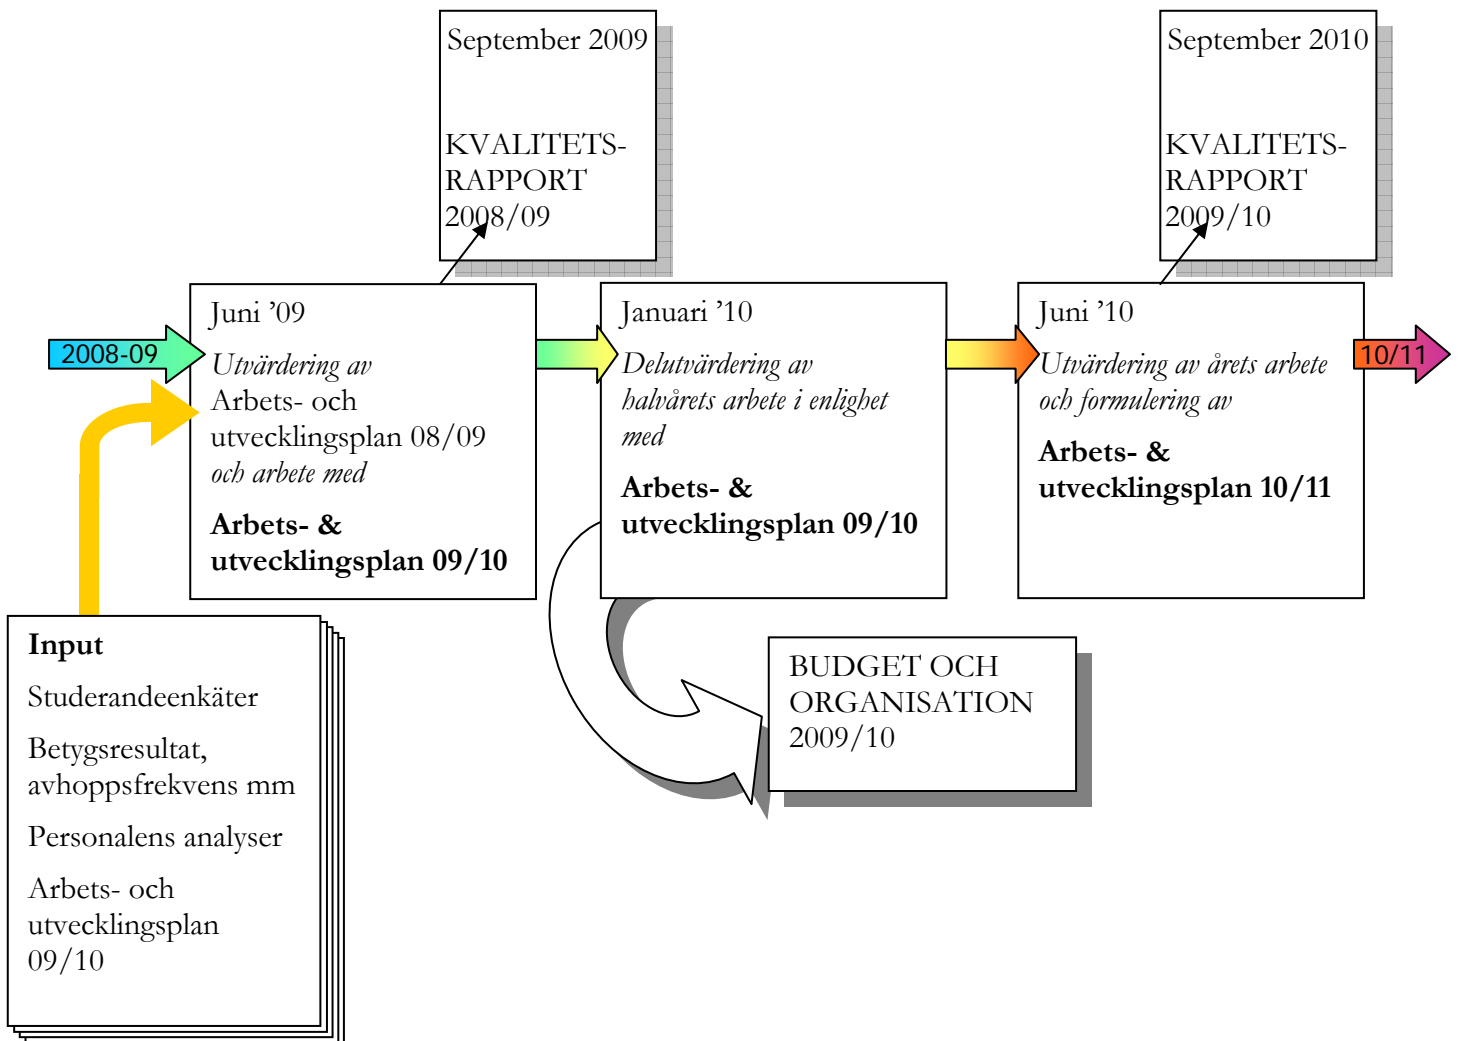 September 2009
KVALITETS-
RAPPORT
2008/09
September 2010
KVALITETS-
RAPPORT
2009/10
2008-09
Juni ’09
Utvärdering av
Arbets- och
utvecklingsplan 08/09
och arbete med
Arbets- &
utvecklingsplan 09/10
Januari ’10
Delutvärdering av
halvårets arbete i enlighet
med
Arbets- &
utvecklingsplan 09/10
Juni ’10
Utvärdering av årets arbete
och formulering av
Arbets- &
utvecklingsplan 10/11
10/11
Input
Studerandeenkäter
Betygsresultat,
avhoppsfrekvens mm
Personalens analyser
Arbets- och
utvecklingsplan
09/10
BUDGET OCH
ORGANISATION
2009/10